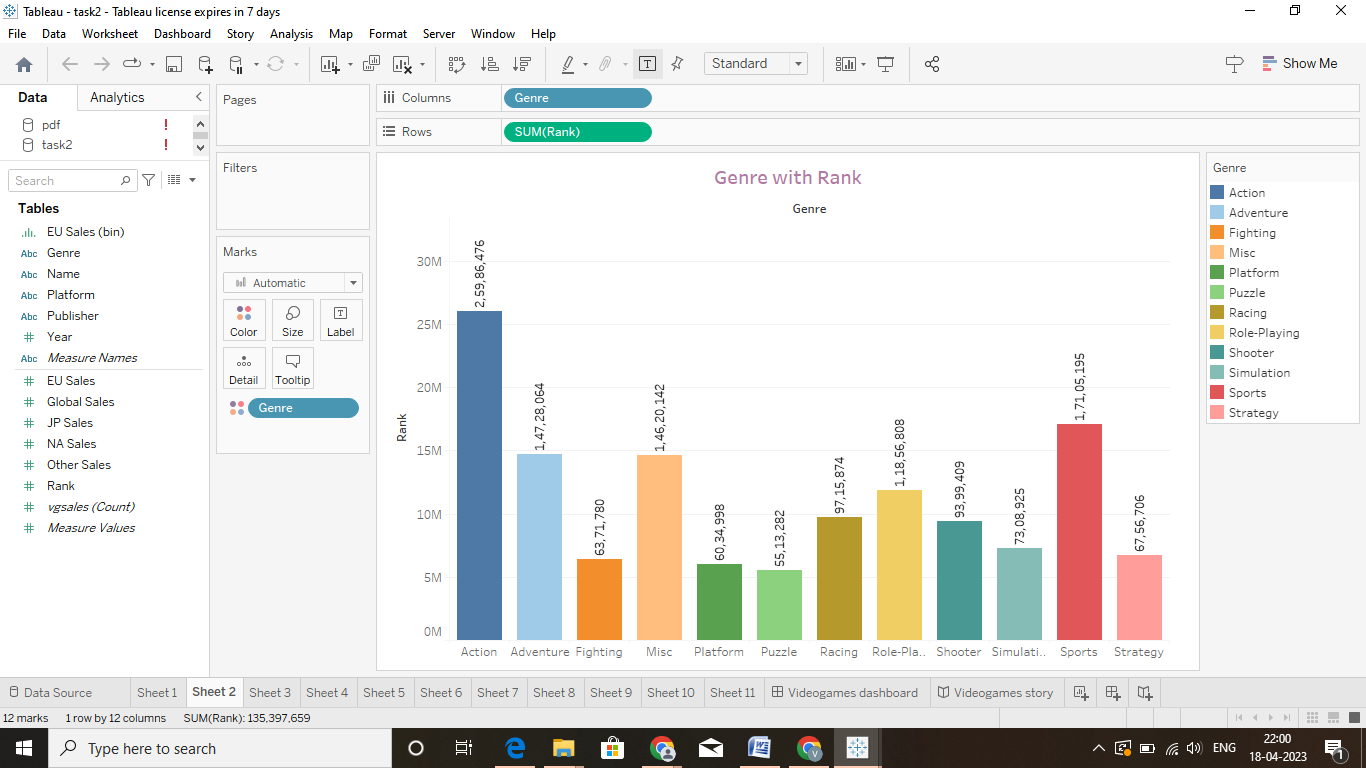 Tableau - task2 - Tableau license expires in 7 days
File Data Worksheet Dashboard Story Analysis Map Format Server Window Help
Standard
Show Me
Data Analytics
pdf !
task2 !
Search
Tables
EU Sales (bin)
Abc Genre
Abc Name
Abc Platform
Abc Publisher
# Year
Abc Measure Names
# EU Sales
# Global Sales
# JP Sales
# NA Sales
# Other Sales
# Rank
# vgsales (Count)
# Measure Values
Pages
Filters
Marks
Automatic
Color Size Label
Detail Tooltip
Genre
Columns Genre
Rows SUM(Rank)
Genre with Rank
Genre
Rank
30M
25M
20M
15M
10M
5M
0M
2,59,86,476
1,47,28,064
63,71,780
1,46,20,142
60,34,998
55,13,282
97,15,874
1,18,56,808
93,99,409
73,08,925
1,71,05,195
67,56,706
Action Adventure Fighting Misc Platform Puzzle Racing Role-Pla.. Shooter Simulati.. Sports Strategy
Genre
Action
Adventure
Fighting
Misc
Platform
Puzzle
Racing
Role-Playing
Shooter
Simulation
Sports
Strategy
Data Source Sheet 1 Sheet 2 Sheet 3 Sheet 4 Sheet 5 Sheet 6 Sheet 7 Sheet 8 Sheet 9 Sheet 10 Sheet 11 Videogames dashboard Videogames story
12 marks 1 row by 12 columns SUM(Rank): 135,397,659
Type here to search
ENG
22:00
18-04-2023
1